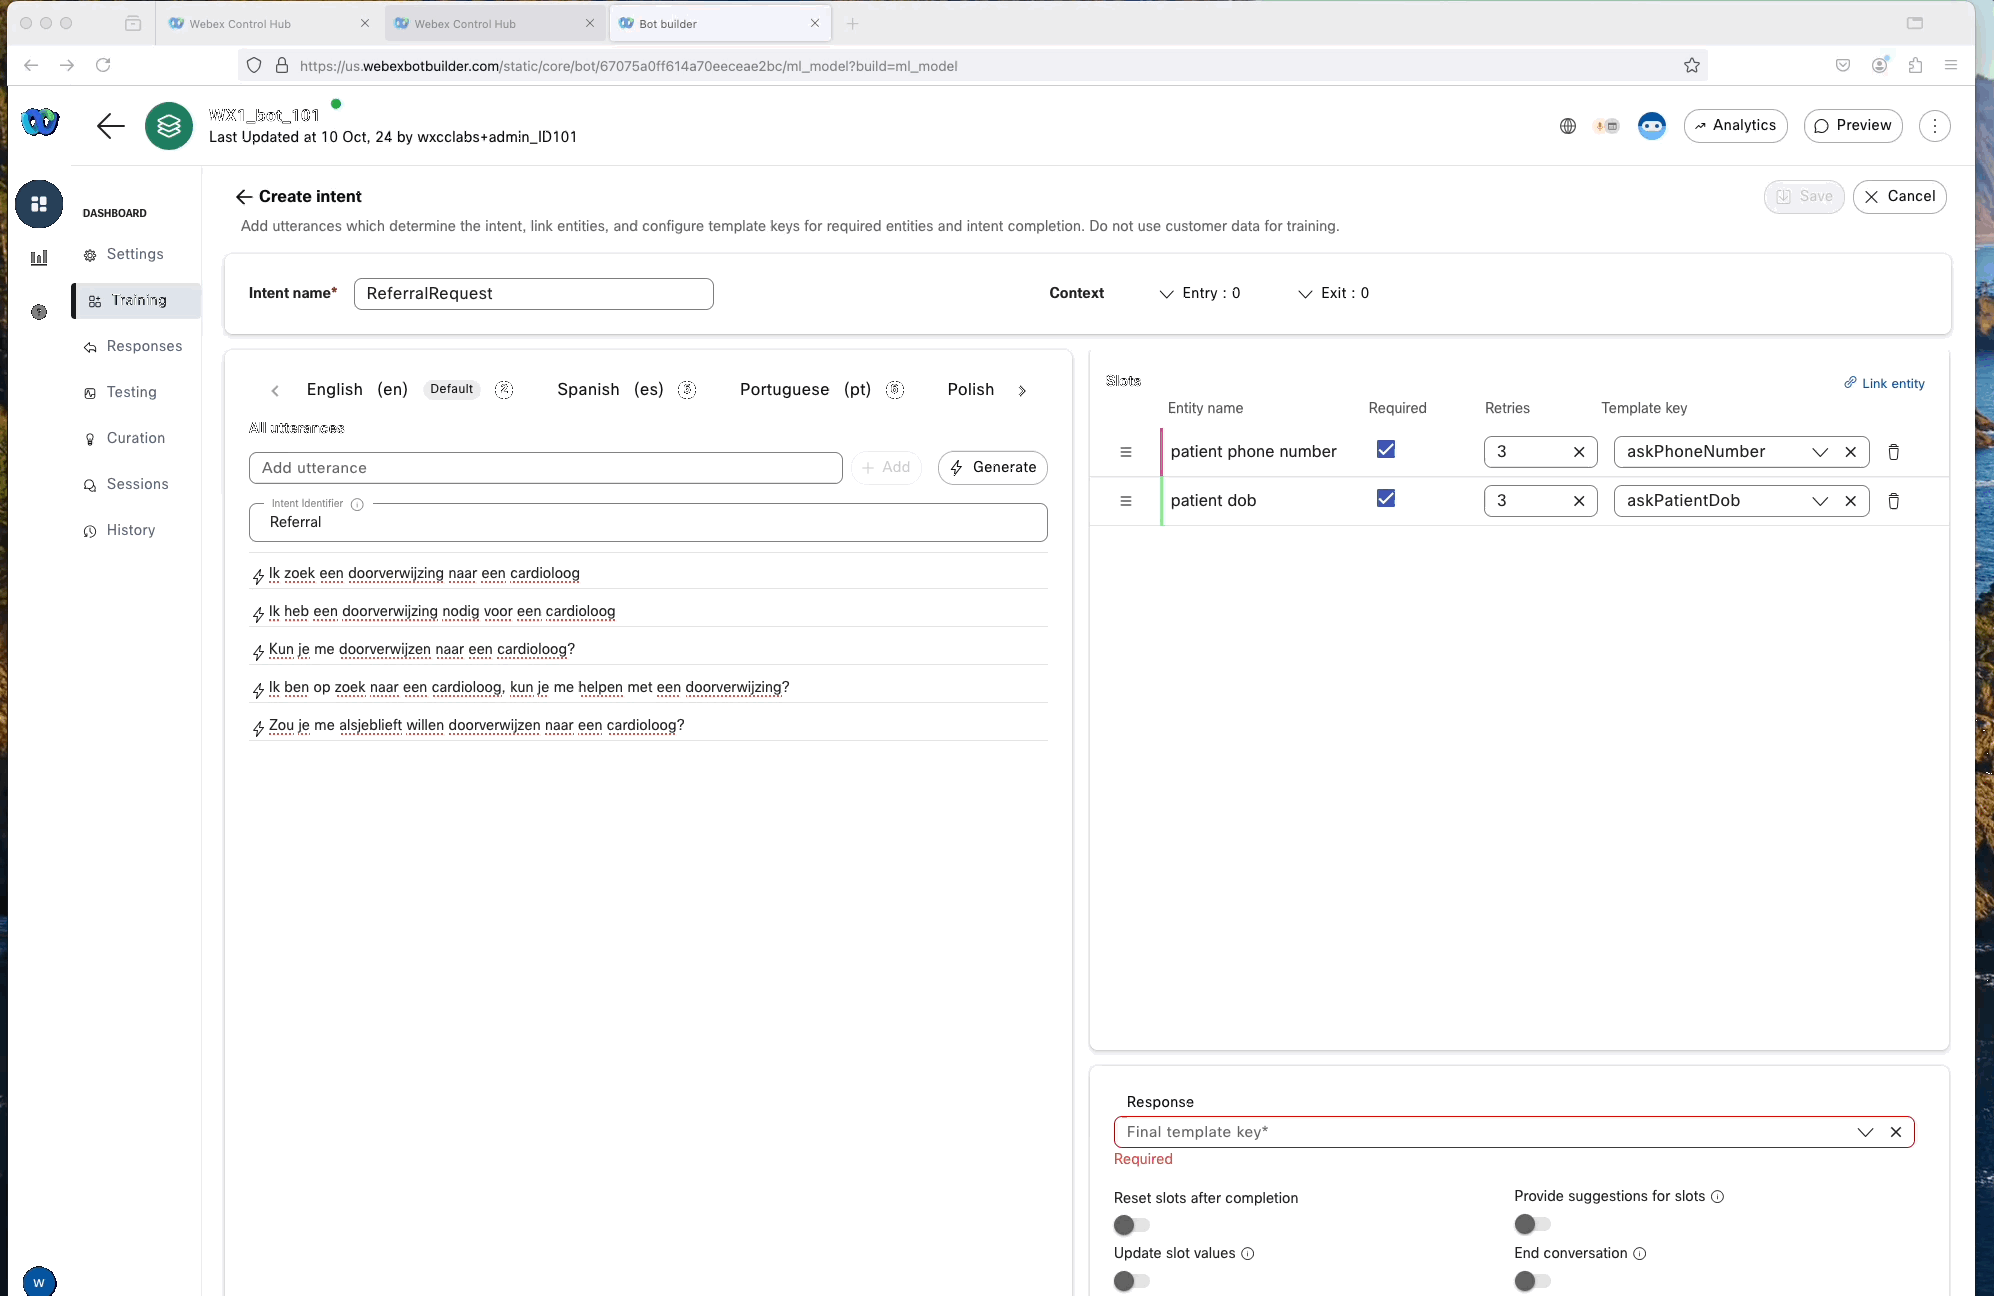 Webex Control Hub
Webex Control Hub
Bot builder
https://us.webexbotbuilder.com/static/core/bot/67075a0ff614a70eeceae2bc/ml_model?build=ml_model
WX1_bot_101
Last Updated at 10 Oct, 24 by wxcclabs+admin_ID101
Analytics
Preview
DASHBOARD
Settings
Training
Responses
Testing
Curation
Sessions
History
W
Create intent
Save
Cancel
Add utterances which determine the intent, link entities, and configure template keys for required entities and intent completion. Do not use customer data for training.
Intent name*
ReferralRequest
Context
Entry : 0
Exit : 0
English (en) Default
Spanish (es)
Portuguese (pt)
Polish
All utterances
Add utterance
+ Add
Generate
Intent Identifier
Referral
Ik zoek een doorverwijzing naar een cardioloog
Ik heb een doorverwijzing nodig voor een cardioloog
Kun je me doorverwijzen naar een cardioloog?
Ik ben op zoek naar een cardioloog, kun je me helpen met een doorverwijzing?
Zou je me alsjeblieft willen doorverwijzen naar een cardioloog?
Slots
Link entity
Entity name Required Retries Template key
patient phone number 3 askPhoneNumber
patient dob 3 askPatientDob
Response
Final template key*
Required
Reset slots after completion
Provide suggestions for slots
Update slot values
End conversation